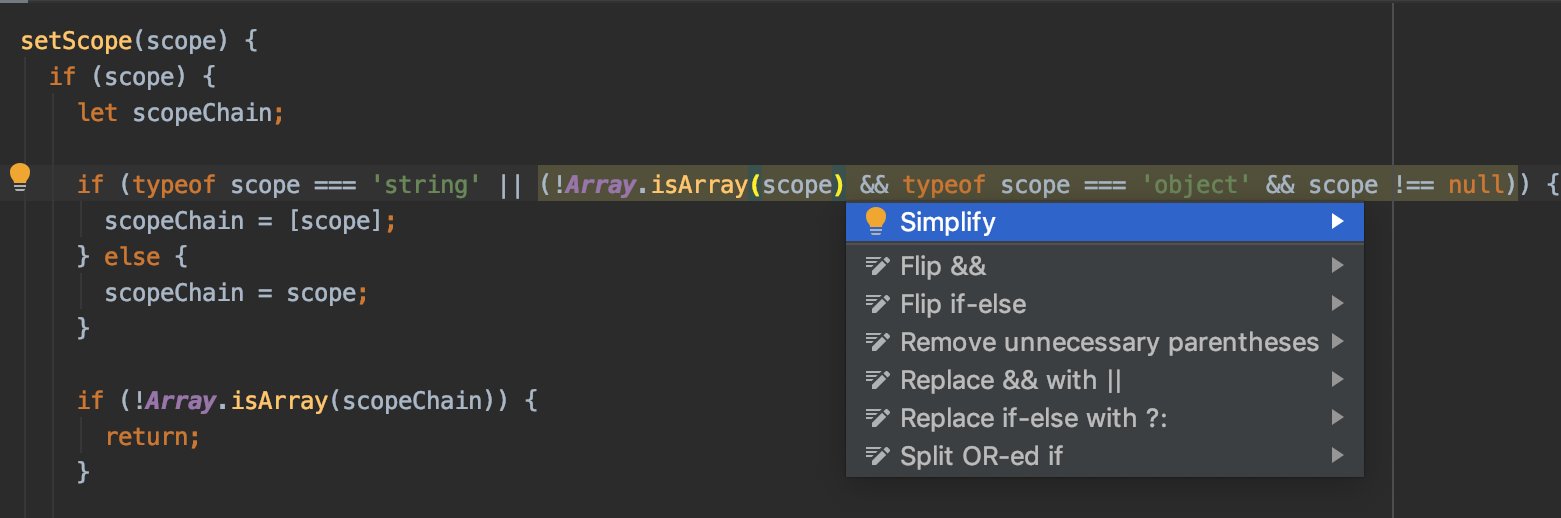 setScope(scope) {
if (scope) {
let scopeChain;
if (typeof scope === 'string' || (!Array.isArray(scope) && typeof scope === 'object' && scope !== null)) {
scopeChain = [scope];
} else {
scopeChain = scope;
}
if (!Array.isArray(scopeChain)) {
return;
}
Simplify
Flip &&
Flip if-else
Remove unnecessary parentheses
Replace && with ||
Replace if-else with ?:
Split OR-ed if